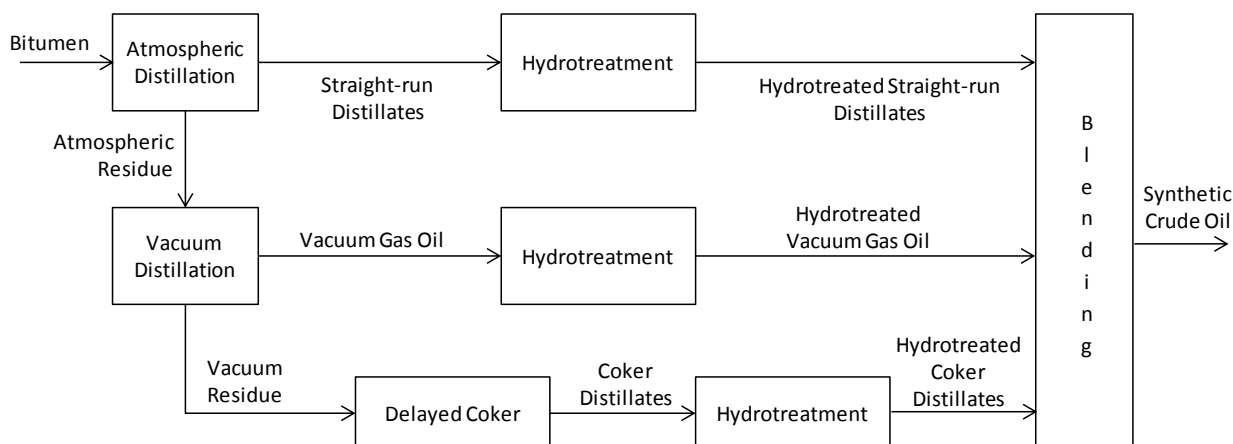 Bitumen
Atmospheric
Distillation
Straight-run
Distillates
Hydrotreatment
Hydrotreated Straight-run
Distillates
Atmospheric
Residue
Vacuum
Distillation
Vacuum Gas Oil
Hydrotreatment
Hydrotreated
Vacuum Gas Oil
Vacuum
Residue
Delayed Coker
Coker
Distillates
Hydrotreatment
Hydrotreated
Coker
Distillates
B
l
e
n
d
i
n
g
Synthetic
Crude Oil